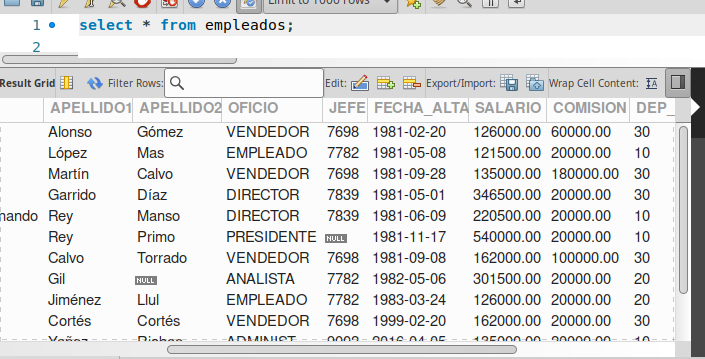 Limit to 1000 rows
1 select * from empleados;
2
Result Grid Filter Rows: Edit: Export/Import: Wrap Cell Content:
APELLIDO1 APELLIDO2 OFICIO JEFE FECHA_ALTA SALARIO COMISION DEP_
Alonso Gómez VENDEDOR 7698 1981-02-20 126000.00 60000.00 30
López Mas EMPLEADO 7782 1981-05-08 121500.00 20000.00 10
Martín Calvo VENDEDOR 7698 1981-09-28 135000.00 180000.00 30
Garrido Díaz DIRECTOR 7839 1981-05-01 346500.00 20000.00 30
nando Rey Manso DIRECTOR 7839 1981-06-09 220500.00 20000.00 10
Rey Primo PRESIDENTE NULL 1981-11-17 540000.00 20000.00 10
Calvo Torrado VENDEDOR 7698 1981-09-08 162000.00 100000.00 30
Gil NULL ANALISTA 7782 1982-05-06 301500.00 20000.00 20
Jiménez Llul EMPLEADO 7782 1983-03-24 126000.00 20000.00 20
Cortés Cortés VENDEDOR 7698 1999-02-20 162000.00 20000.00 30